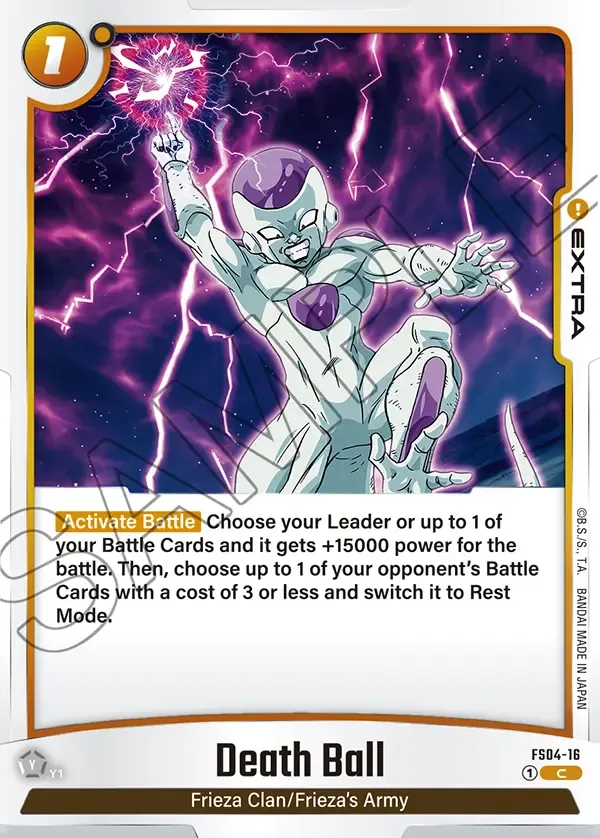 1
EXTRA
SAMPLE
Activate Battle Choose your Leader or up to 1 of
your Battle Cards and it gets +15000 power for the
battle. Then, choose up to 1 of your opponent's Battle
Cards with a cost of 3 or less and switch it to Rest
Mode.
©B.S./S., T.A. BANDAI MADE IN JAPAN
Death Ball
FS04-16
Y Y1
1 C
Frieza Clan/Frieza's Army